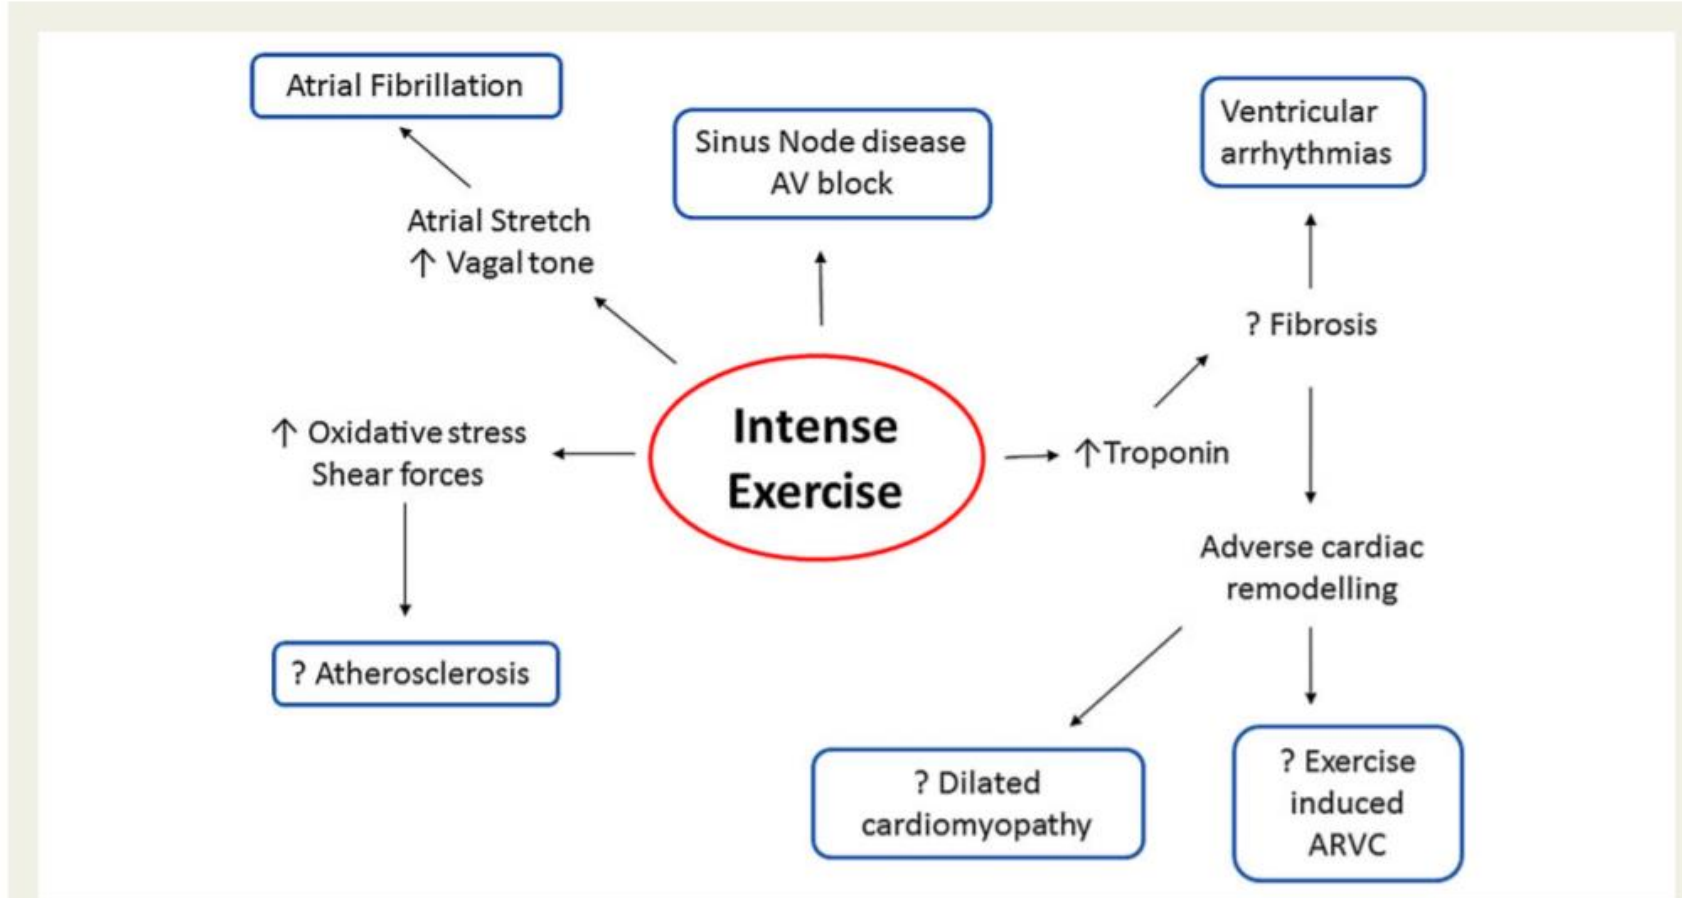 Atrial Fibrillation
Sinus Node disease
AV block
Ventricular
arrhythmias
Atrial Stretch
↑ Vagal tone
? Fibrosis
↑ Oxidative stress
Shear forces
Intense
Exercise
↑Troponin
Adverse cardiac
remodelling
? Atherosclerosis
? Dilated
cardiomyopathy
? Exercise
induced
ARVC